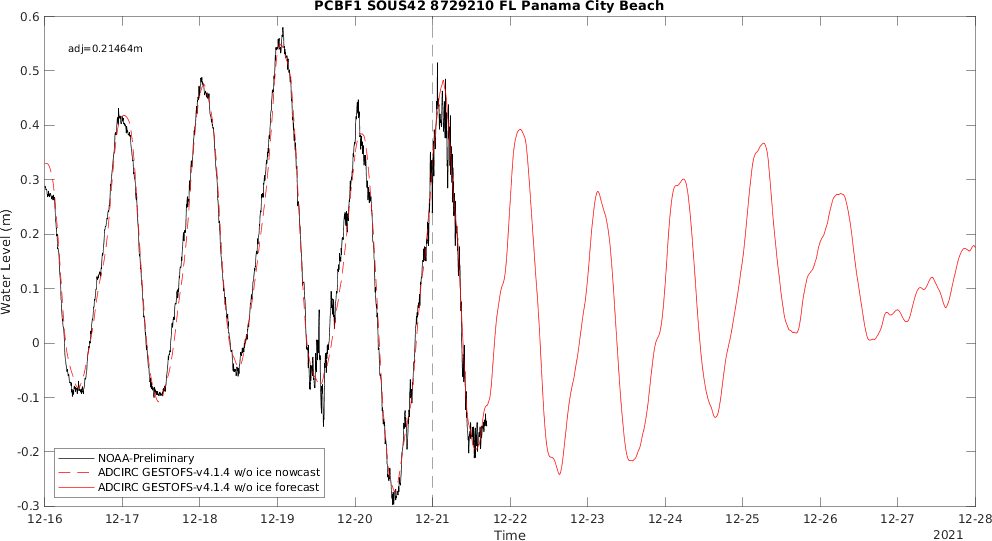 PCBF1 SOUS42 8729210 FL Panama City Beach
adj=0.21464m
0.6
0.5
0.4
0.3
0.2
0.1
0
-0.1
-0.2
-0.3
Water Level (m)
NOAA-Preliminary
ADCIRC GESTOFS-v4.1.4 w/o ice nowcast
ADCIRC GESTOFS-v4.1.4 w/o ice forecast
12-16 12-17 12-18 12-19 12-20 12-21 12-22 12-23 12-24 12-25 12-26 12-27 12-28
Time
2021